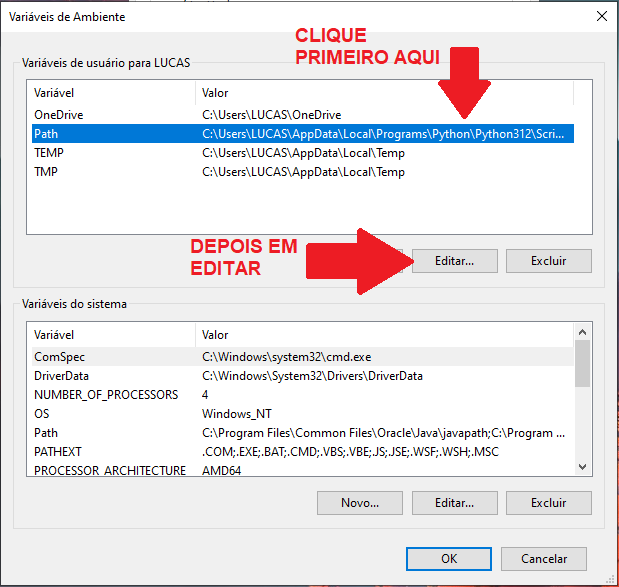 Variáveis de Ambiente
CLIQUE
PRIMEIRO AQUI
Variáveis de usuário para LUCAS
Variável Valor
OneDrive C:\Users\LUCAS\OneDrive
Path C:\Users\LUCAS\AppData\Local\Programs\Python\Python312\Scri...
TEMP C:\Users\LUCAS\AppData\Local\Temp
TMP C:\Users\LUCAS\AppData\Local\Temp
DEPOIS EM
EDITAR
Editar... Excluir
Variáveis do sistema
Variável Valor
ComSpec C:\Windows\system32\cmd.exe
DriverData C:\Windows\System32\Drivers\DriverData
NUMBER_OF_PROCESSORS 4
OS Windows_NT
Path C:\Program Files\Common Files\Oracle\Java\javapath;C:\Program ...
PATHEXT .COM;.EXE;.BAT;.CMD;.VBS;.VBE;.JS;.JSE;.WSF;.WSH;.MSC
PROCESSOR_ARCHITECTURE AMD64
Novo... Editar... Excluir
OK Cancelar